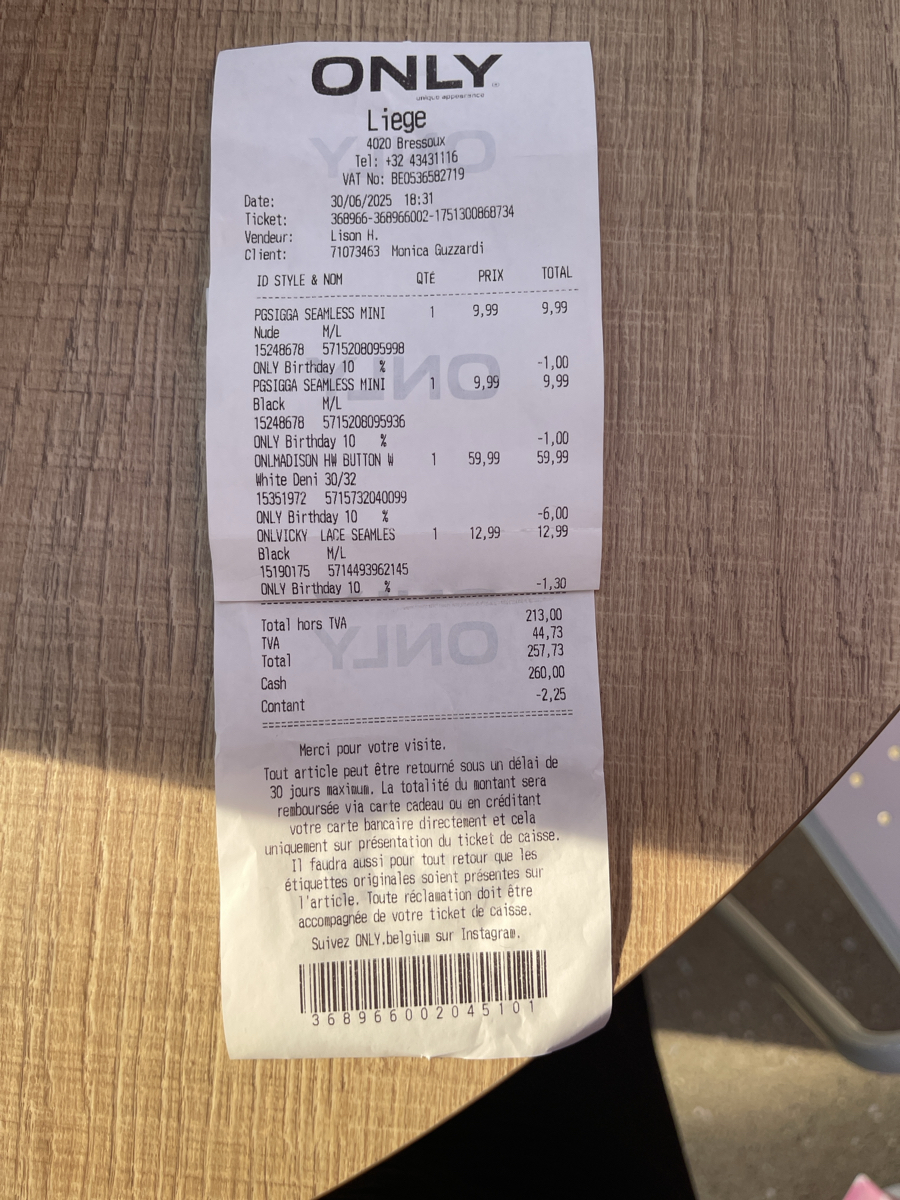 ONLY
unique appearance
Liege
4020 Bressoux
Tel: +32 43431116
VAT No: BE0536582719
Date: 30/06/2025 18:31
Ticket: 368966-368966002-1751300868734
Vendeur: Lison H.
Client: 71073463 Monica Guzzardi
ID STYLE & NOM QTÉ PRIX TOTAL
PGSIGGA SEAMLESS MINI 1 9,99 9,99
Nude M/L
15248678 5715208095998
ONLY Birthday 10 % -1,00
PGSIGGA SEAMLESS MINI 1 9,99 9,99
Black M/L
15248678 5715208095936
ONLY Birthday 10 % -1,00
ONLMADISON HW BUTTON W 1 59,99 59,99
White Deni 30/32
15351972 5715732040099
ONLY Birthday 10 % -6,00
ONLVICKY LACE SEAMLES 1 12,99 12,99
Black M/L
15190175 5714493962145
ONLY Birthday 10 % -1,30
Total hors TVA 213,00
TVA 44,73
Total 257,73
Cash 260,00
Contant -2,25
Merci pour votre visite.
Tout article peut être retourné sous un délai de
30 jours maximum. La totalité du montant sera
remboursée via carte cadeau ou en créditant
votre carte bancaire directement et cela
uniquement sur présentation du ticket de caisse.
Il faudra aussi pour tout retour que les
étiquettes originales soient présentes sur
l'article. Toute réclamation doit être
accompagnée de votre ticket de caisse.
Suivez ONLY.belgium sur Instagram.
368966002045101